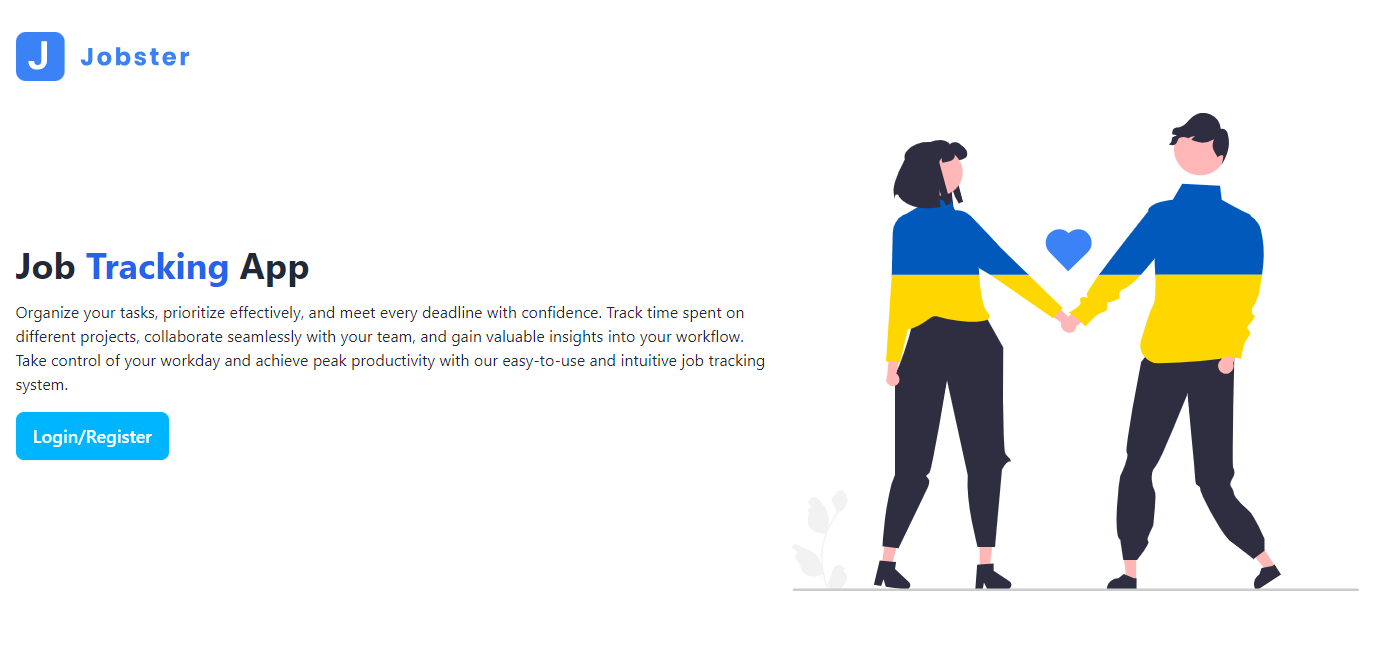 J Jobster
Job Tracking App
Organize your tasks, prioritize effectively, and meet every deadline with confidence. Track time spent on
different projects, collaborate seamlessly with your team, and gain valuable insights into your workflow.
Take control of your workday and achieve peak productivity with our easy-to-use and intuitive job tracking
system.
Login/Register